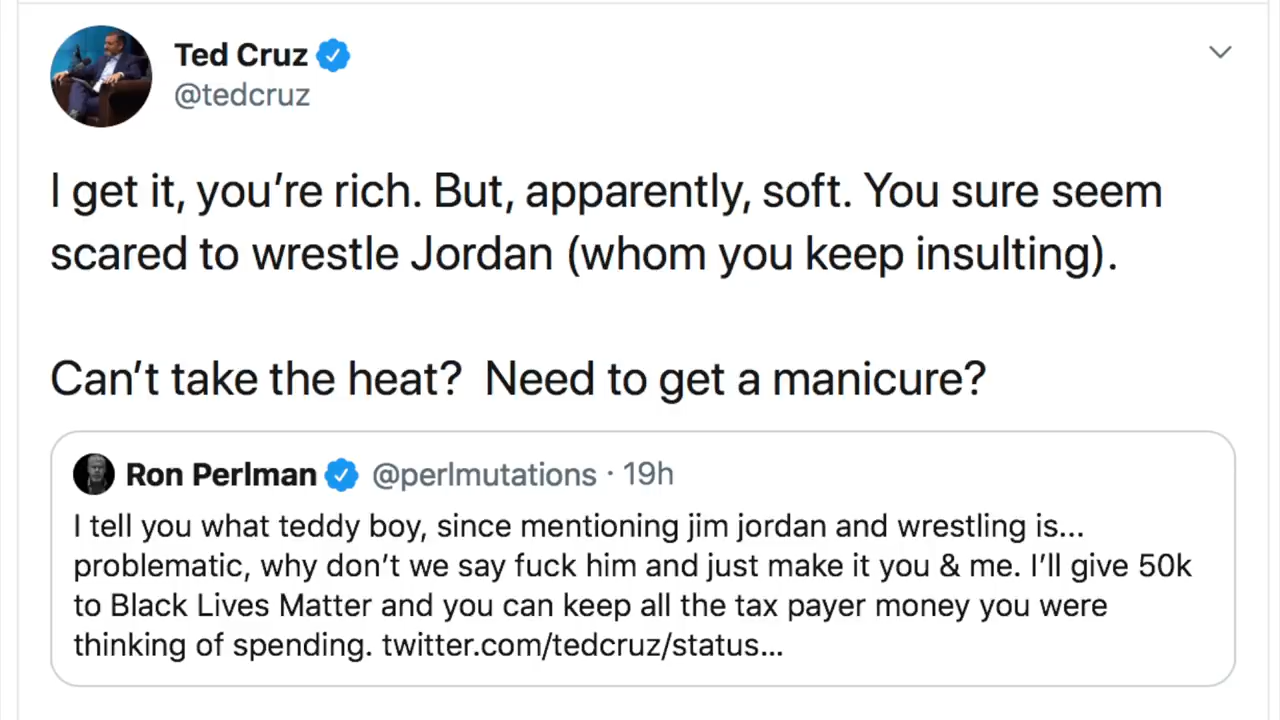 Ted Cruz
@tedcruz
I get it, you’re rich. But, apparently, soft. You sure seem
scared to wrestle Jordan (whom you keep insulting).
Can’t take the heat?  Need to get a manicure?
Ron Perlman @perlmutations · 19h
I tell you what teddy boy, since mentioning jim jordan and wrestling is...
problematic, why don’t we say fuck him and just make it you & me. I’ll give 50k
to Black Lives Matter and you can keep all the tax payer money you were
thinking of spending. twitter.com/tedcruz/status...